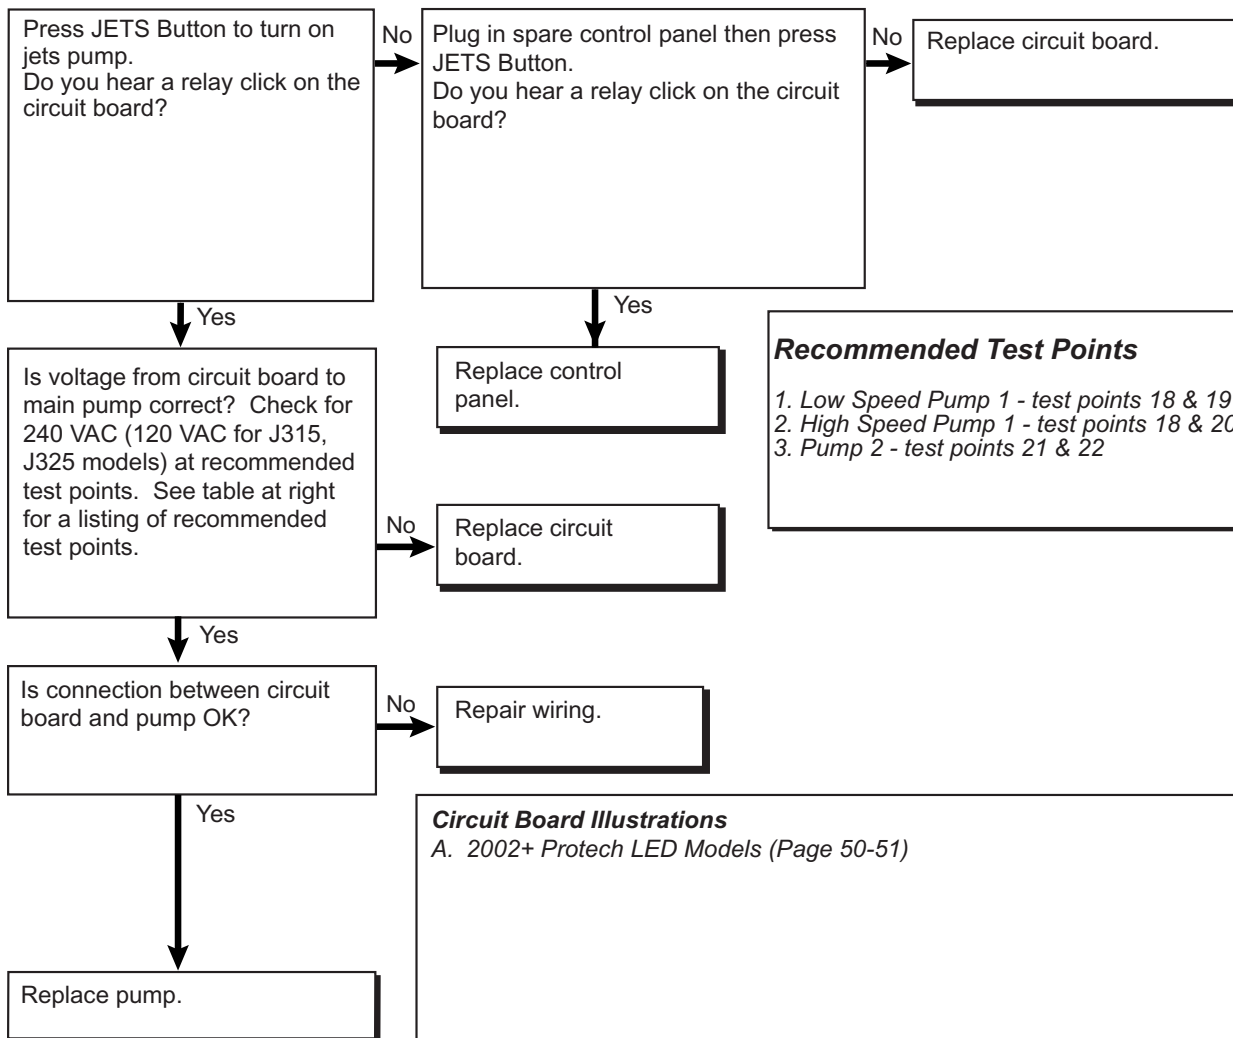 Press JETS Button to turn on
jets pump.
Do you hear a relay click on the
circuit board?
No
Plug in spare control panel then press
JETS Button.
Do you hear a relay click on the circuit
board?
No
Replace circuit board.
Yes
Yes
Is voltage from circuit board to
main pump correct?  Check for
240 VAC (120 VAC for J315,
J325 models) at recommended
test points.  See table at right
for a listing of recommended
test points.
Replace control
panel.
Recommended Test Points
1. Low Speed Pump 1 - test points 18 & 19
2. High Speed Pump 1 - test points 18 & 20
3. Pump 2 - test points 21 & 22
No
Replace circuit
board.
Yes
Is connection between circuit
board and pump OK?
No
Repair wiring.
Yes
Circuit Board Illustrations
A.  2002+ Protech LED Models (Page 50-51)
Replace pump.